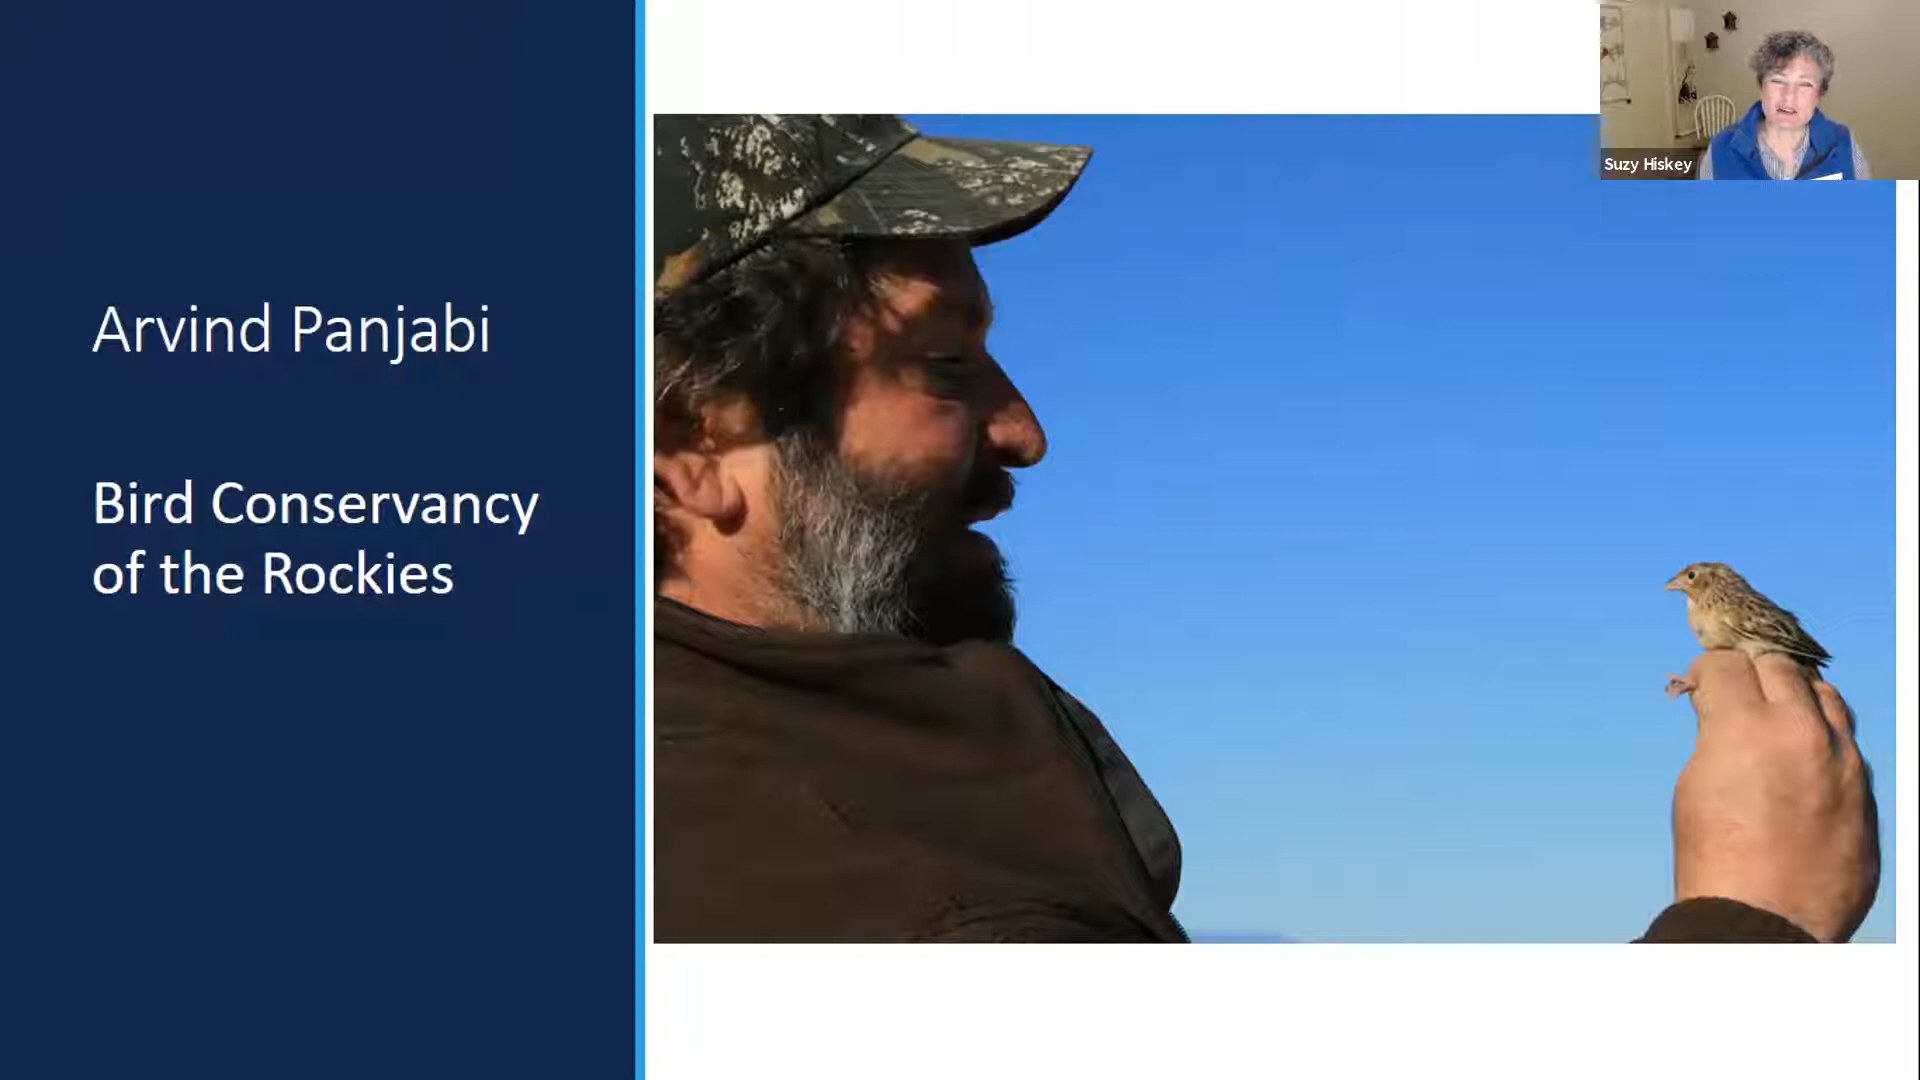 Arvind Panjabi
Bird Conservancy
of the Rockies
Suzy Hiskey